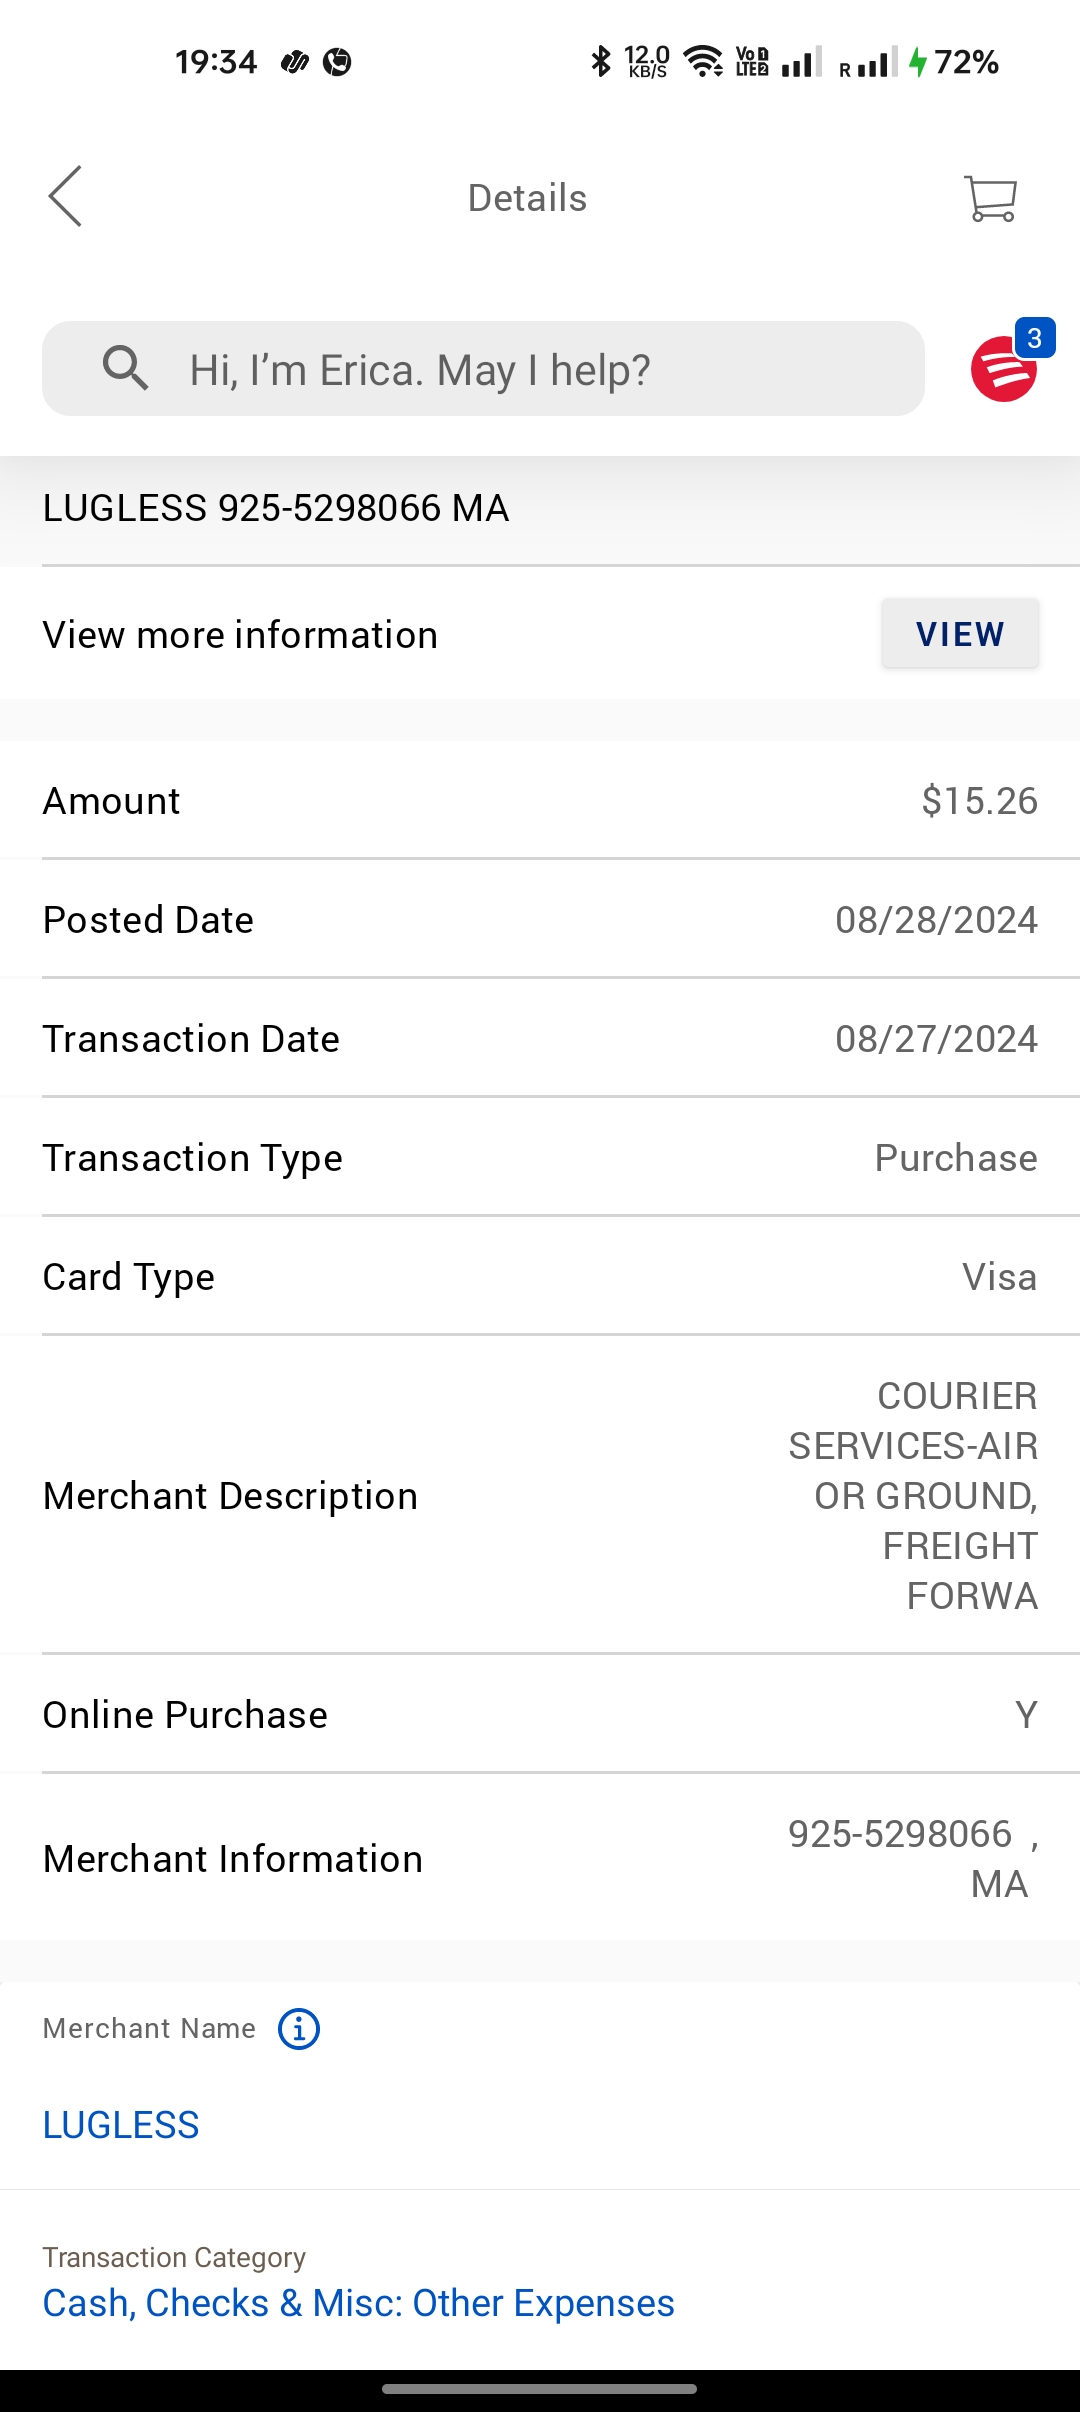 19:34 12.0 KB/S Vo LTE 1 2 R 72%
Details
Hi, I’m Erica. May I help?
3
LUGLESS 925-5298066 MA
View more information VIEW
Amount $15.26
Posted Date 08/28/2024
Transaction Date 08/27/2024
Transaction Type Purchase
Card Type Visa
Merchant Description COURIER
SERVICES-AIR
OR GROUND,
FREIGHT
FORWA
Online Purchase Y
Merchant Information 925-5298066 ,
MA
Merchant Name
LUGLESS
Transaction Category
Cash, Checks & Misc: Other Expenses